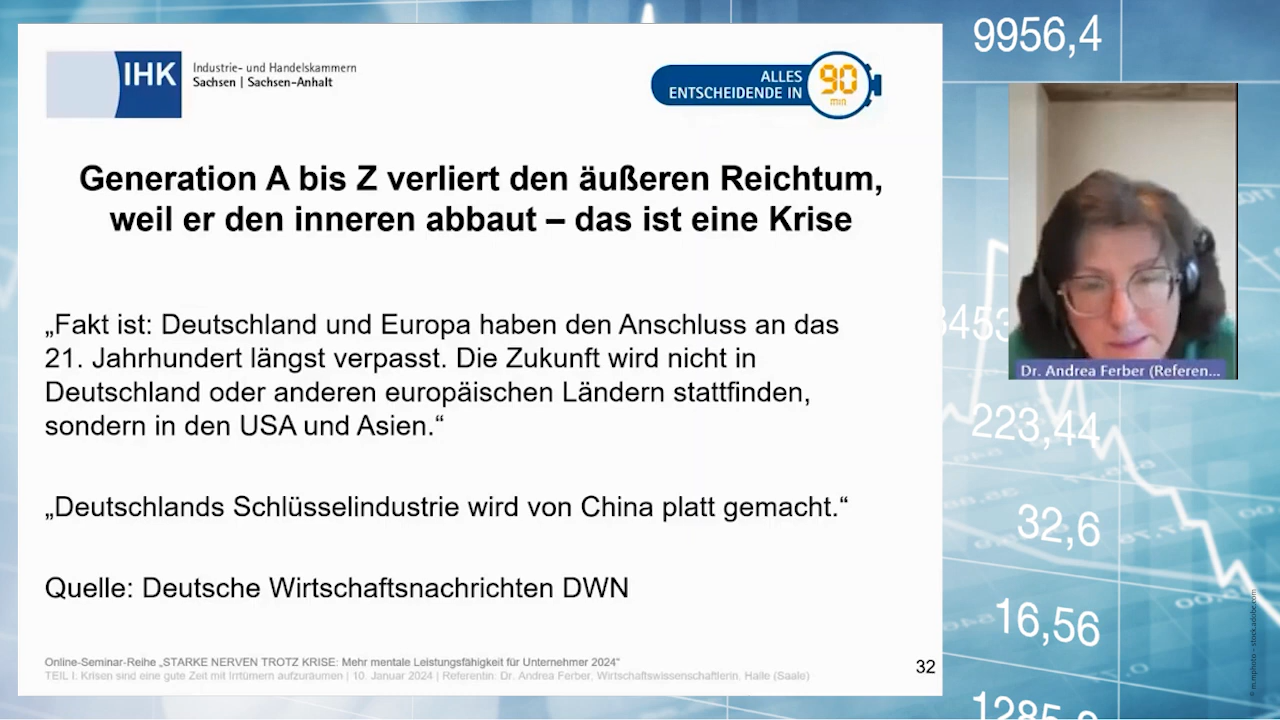 IHK
Industrie- und Handelskammern
Sachsen | Sachsen-Anhalt
ALLES
ENTSCHEIDENDE IN
90
min
Generation A bis Z verliert den äußeren Reichtum,
weil er den inneren abbaut – das ist eine Krise
„Fakt ist: Deutschland und Europa haben den Anschluss an das
21. Jahrhundert längst verpasst. Die Zukunft wird nicht in
Deutschland oder anderen europäischen Ländern stattfinden,
sondern in den USA und Asien.“
„Deutschlands Schlüsselindustrie wird von China platt gemacht.“
Quelle: Deutsche Wirtschaftsnachrichten DWN
Online-Seminar-Reihe „STARKE NERVEN TROTZ KRISE: Mehr mentale Leistungsfähigkeit für Unternehmer 2024“
TEIL I: Krisen sind eine gute Zeit mit Irrtümern aufzuräumen | 10. Januar 2024 | Referentin: Dr. Andrea Ferber, Wirtschaftswissenschaftlerin, Halle (Saale)
32
9956,4
Dr. Andrea Ferber (Referen...
223,44
32,6
16,56
© m.mphoto - stock.adobe.com